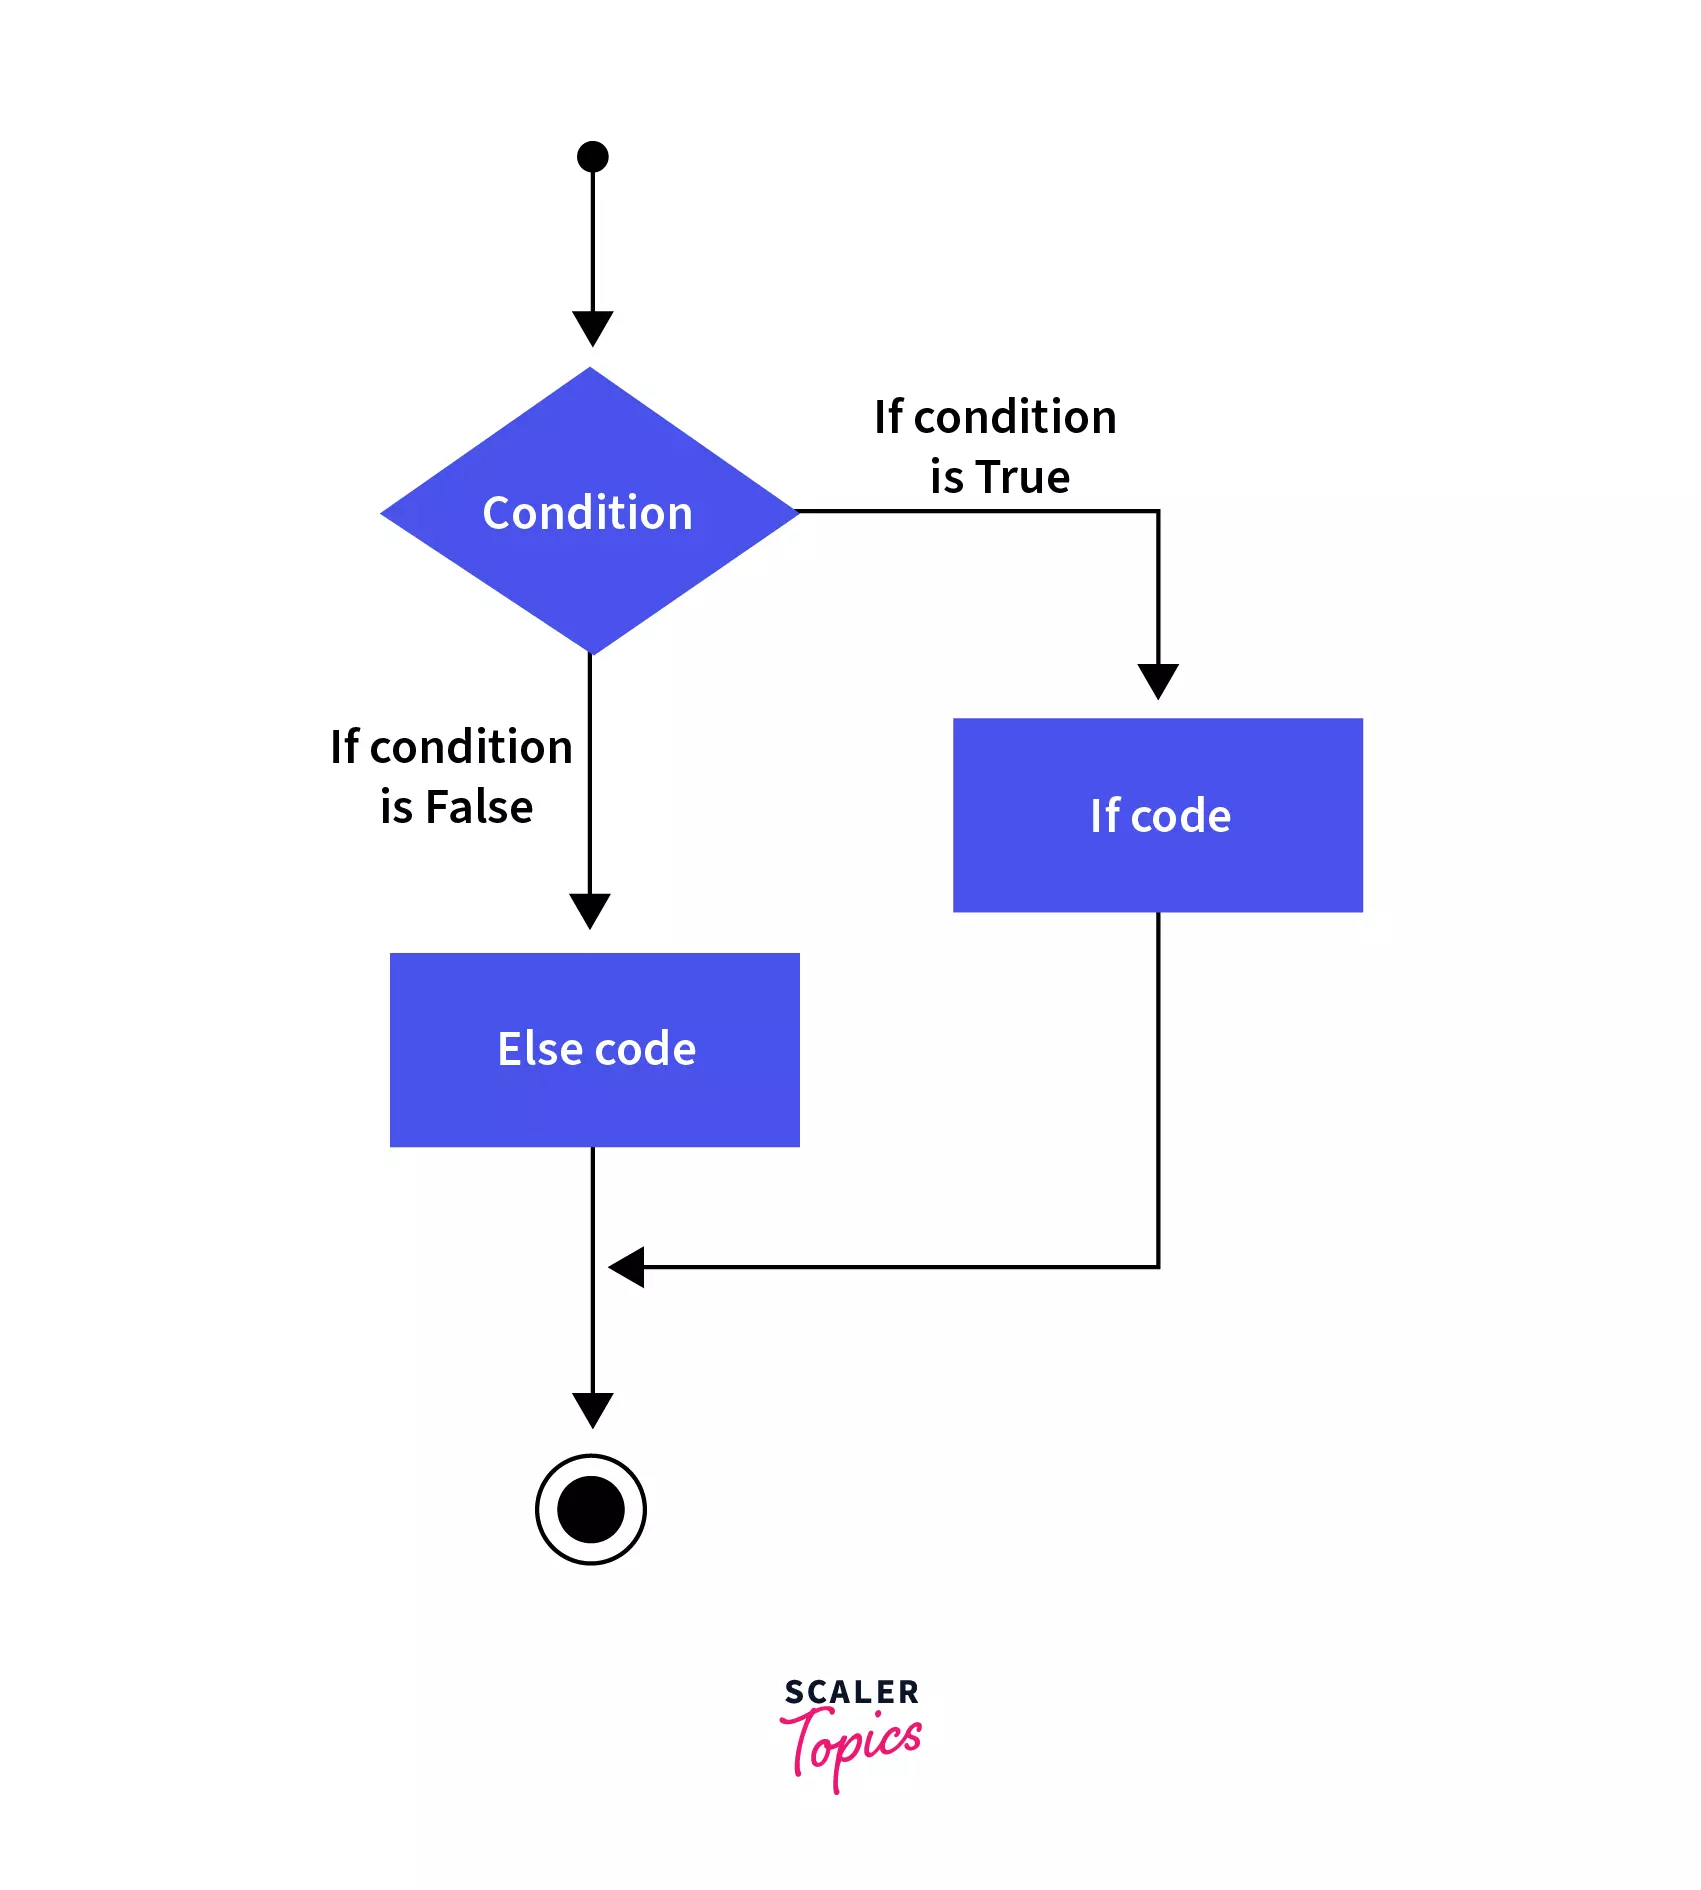 If condition
is True
Condition
If condition
is False
If code
Else code
SCALER
Topics